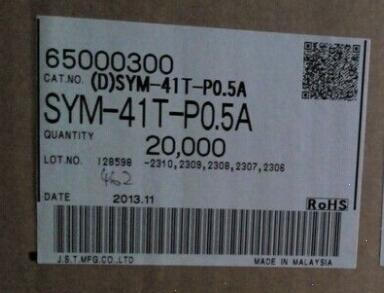 65000300
CAT.NO. (D)SYM-41T-P0.5A
SYM-41T-P0.5A
QUANTITY 20,000
LOT.NO. 128598 -2310,2309,2308,2307,2306
462
DATE 2013.11 RoHS
J.S.T.MFG.CO.,LTD MADE IN MALAYSIA